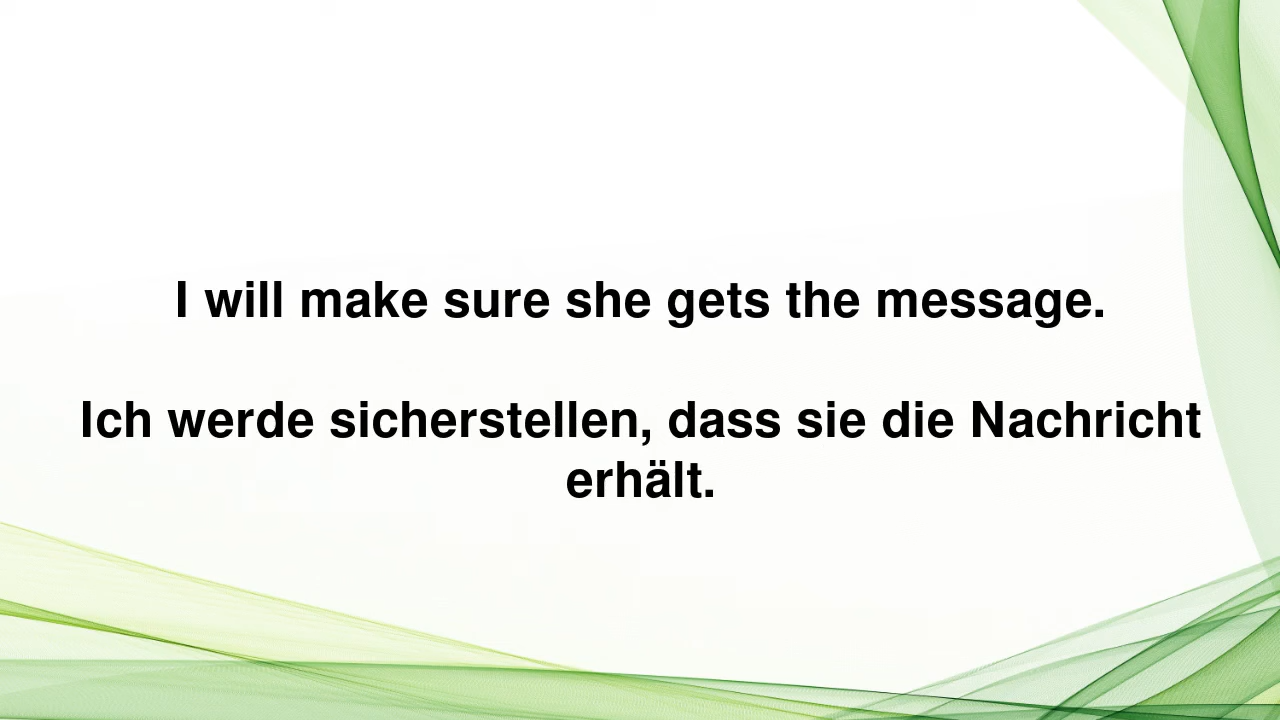 I will make sure she gets the message.
Ich werde sicherstellen, dass sie die Nachricht
erhält.